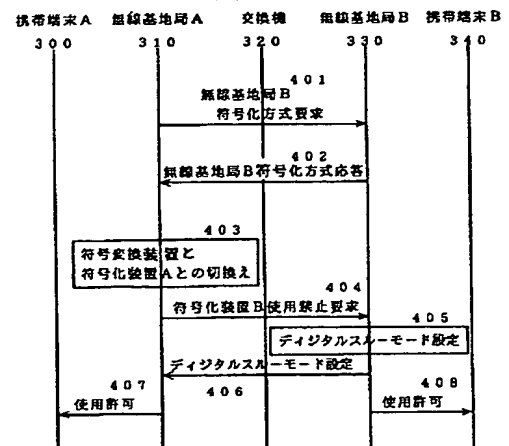 携帯端末A 無線基地局A 交換機 無線基地局B 携帯端末B
300 310 320 330 340
401
無線基地局B
符号化方式要求
402
無線基地局B符号化方式応答
403
符号変換装置と
符号化装置Aとの切換え
404
符号化装置B使用禁止要求
405
ディジタルスルーモード設定
ディジタルスルーモード設定
406
407
使用許可
408
使用許可